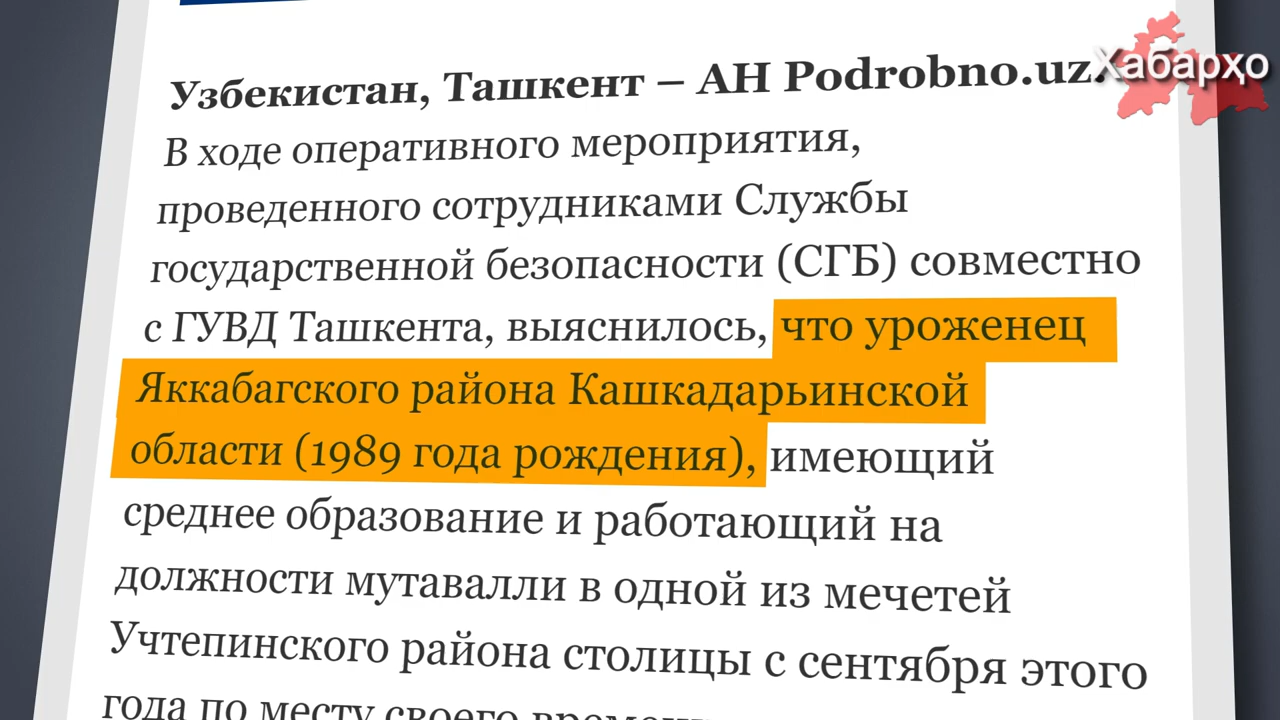 Хабарҳо
Узбекистан, Ташкент – АН Podrobno.uz.
В ходе оперативного мероприятия,
проведенного сотрудниками Службы
государственной безопасности (СГБ) совместно
с ГУВД Ташкента, выяснилось, что уроженец
Яккабагского района Кашкадарьинской
области (1989 года рождения), имеющий
среднее образование и работающий на
должности мутавалли в одной из мечетей
Учтепинского района столицы с сентября этого
года по месту своего